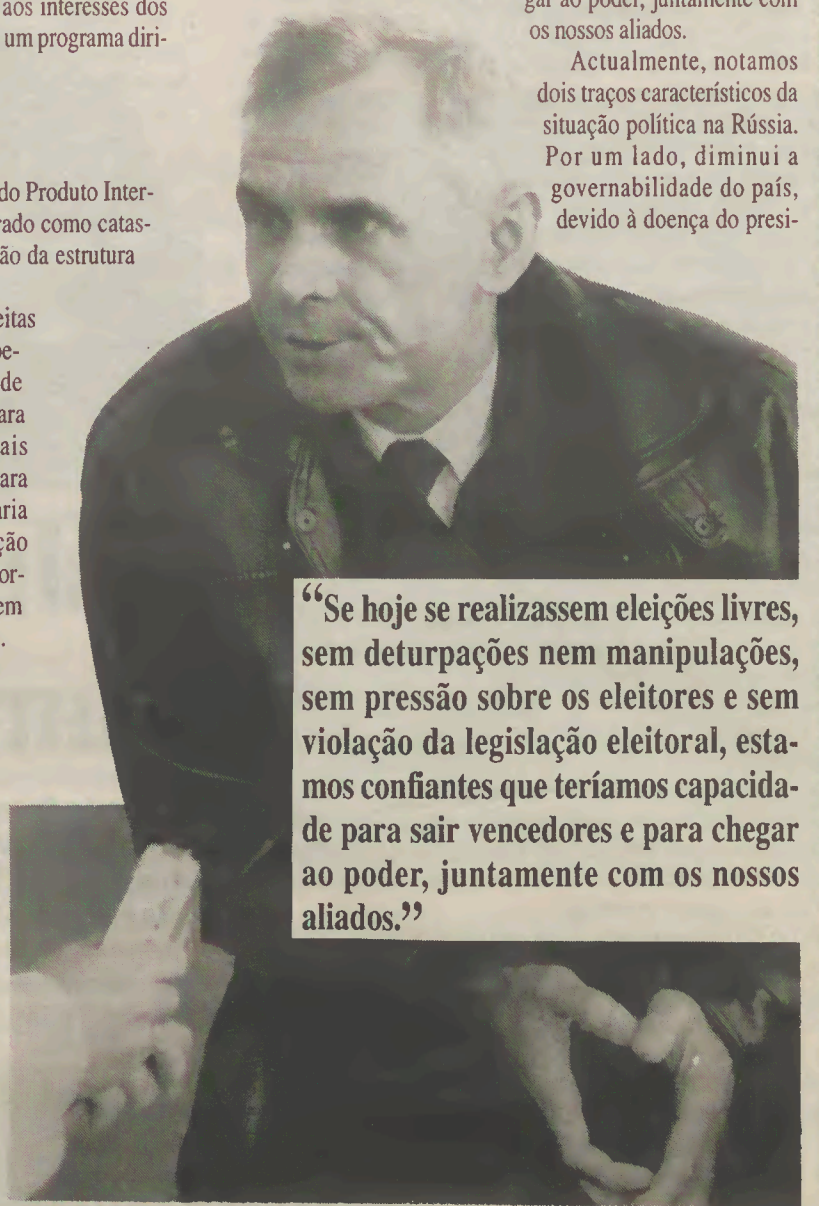 aos interesses dos
um programa diri-
do Produto Inter-
rado como catas-
ão da estrutura
eitas
pe-
de
ara
ais
ara
aria
ção
or-
em
.
gar ao poder, juntamente com
os nossos aliados.
Actualmente, notamos
dois traços característicos da
situação política na Rússia.
Por um lado, diminui a
governabilidade do país,
devido à doença do presi-
“Se hoje se realizassem eleições livres,
sem deturpações nem manipulações,
sem pressão sobre os eleitores e sem
violação da legislação eleitoral, esta-
mos confiantes que teríamos capacida-
de para sair vencedores e para chegar
ao poder, juntamente com os nossos
aliados.”